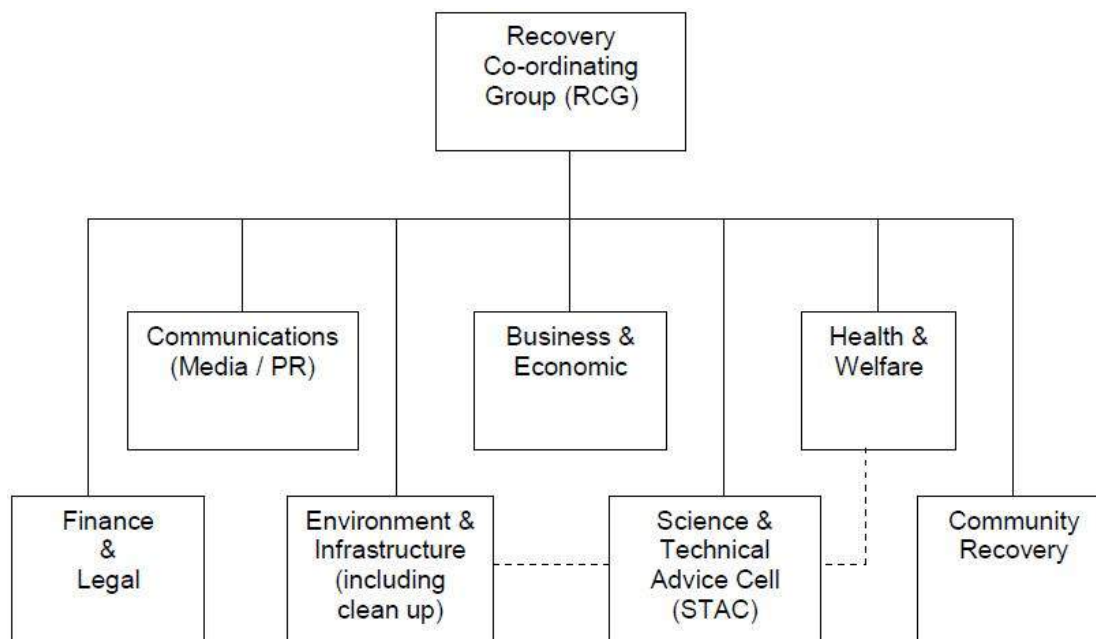 Recovery
Co-ordinating
Group (RCG)
Communications
(Media / PR)
Business &
Economic
Health &
Welfare
Finance
&
Legal
Environment &
Infrastructure
(including
clean up)
Science &
Technical
Advice Cell
(STAC)
Community
Recovery